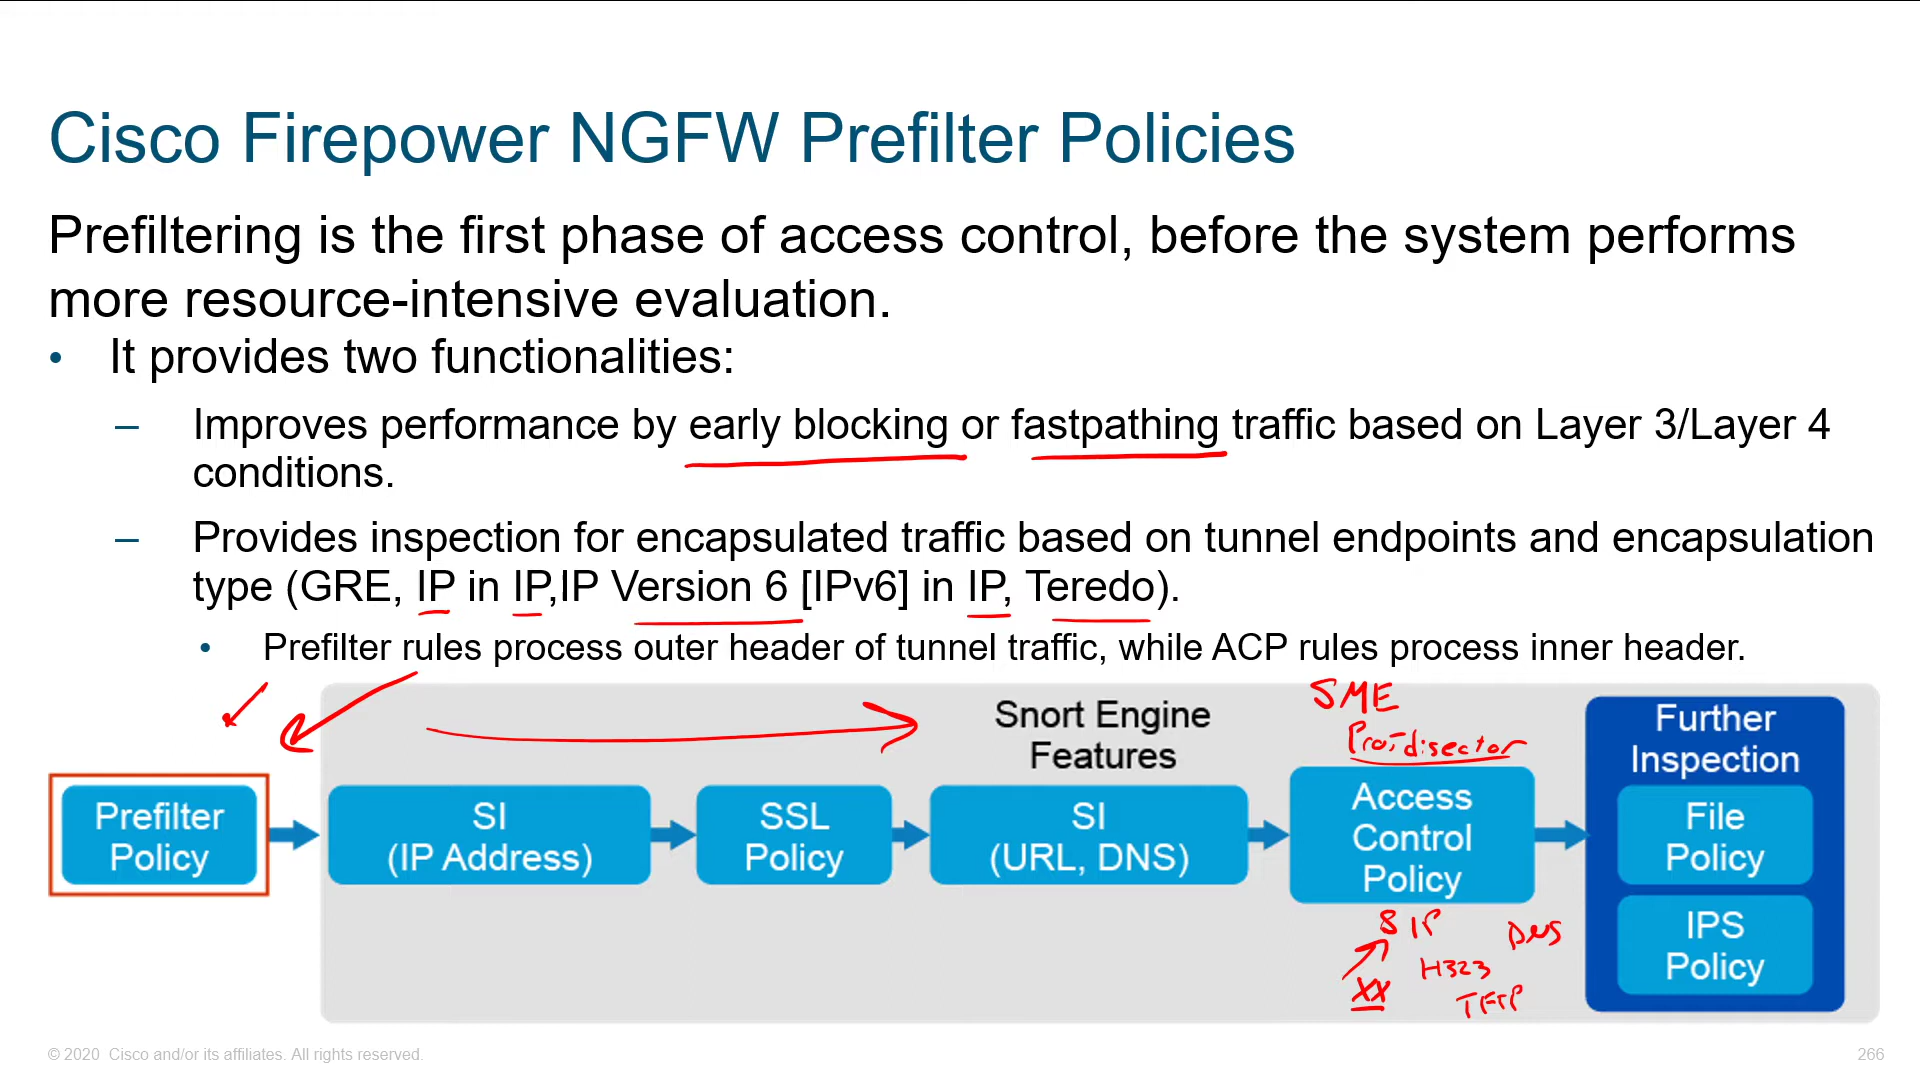 Cisco Firepower NGFW Prefilter Policies
Prefiltering is the first phase of access control, before the system performs
more resource-intensive evaluation.
• It provides two functionalities:
– Improves performance by early blocking or fastpathing traffic based on Layer 3/Layer 4
conditions.
– Provides inspection for encapsulated traffic based on tunnel endpoints and encapsulation
type (GRE, IP in IP,IP Version 6 [IPv6] in IP, Teredo).
• Prefilter rules process outer header of tunnel traffic, while ACP rules process inner header.
Prefilter
Policy
SI
(IP Address)
SSL
Policy
Snort Engine
Features
SI
(URL, DNS)
SME
Access
Control
Policy
SIP
DNS
H323
XX
TFTP
Further
Inspection
File
Policy
IPS
Policy
© 2020 Cisco and/or its affiliates. All rights reserved.
266